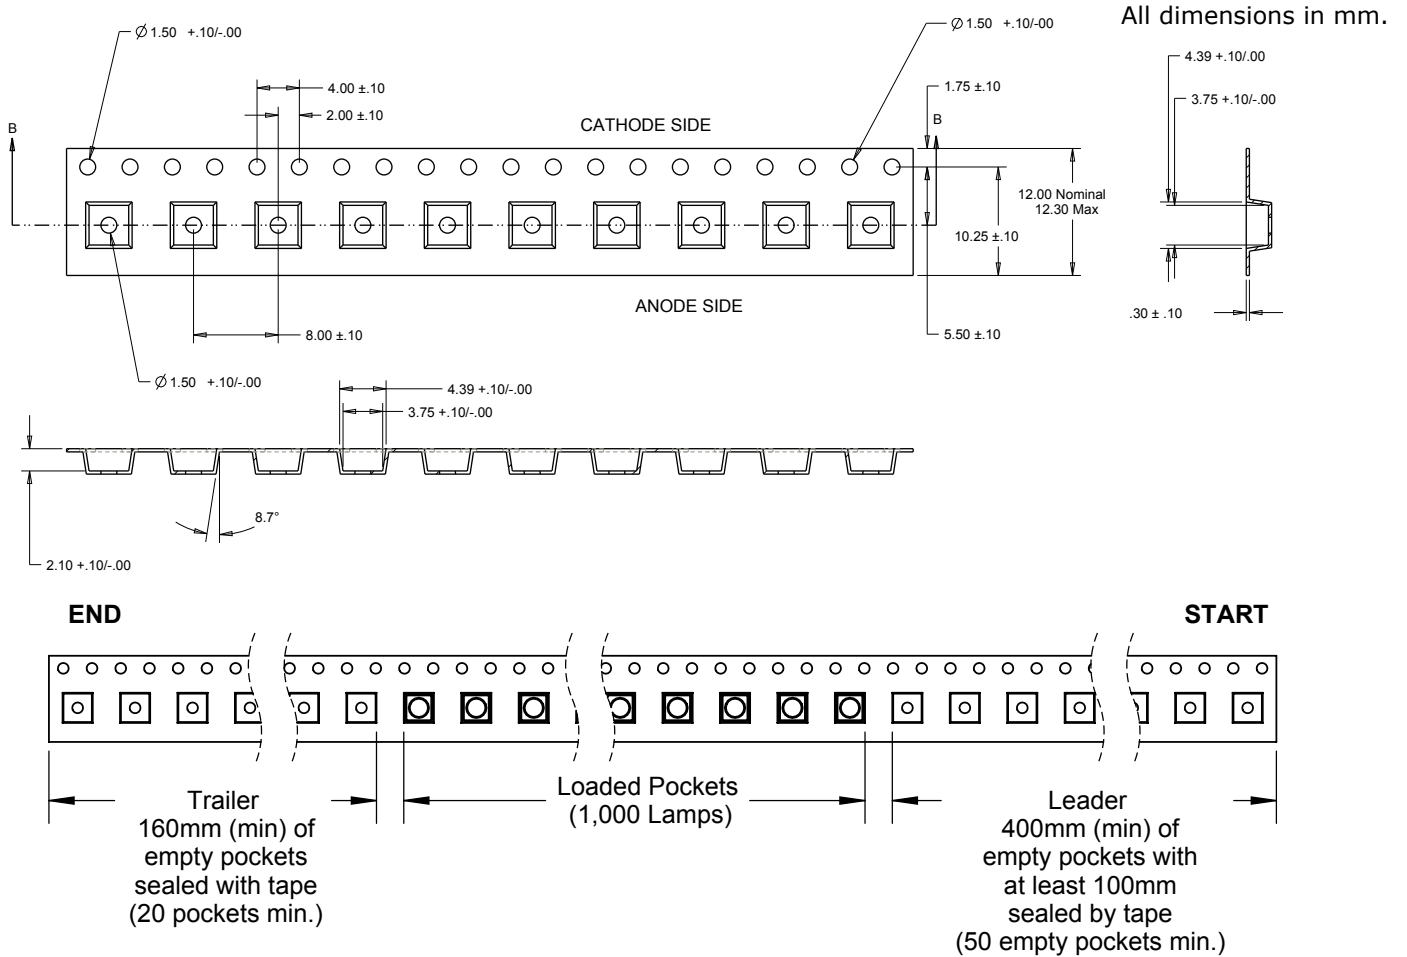 All dimensions in mm.
Ø 1.50 +.10/-.00
Ø 1.50 +.10/-00
4.39 +.10/.00
4.00 ±.10
1.75 ±.10
3.75 +.10/-.00
2.00 ±.10
B
CATHODE SIDE
B
12.00 Nominal
12.30 Max
10.25 ±.10
ANODE SIDE
.30 ± .10
8.00 ±.10
5.50 ±.10
Ø 1.50 +.10/-.00
4.39 +.10/-.00
3.75 +.10/-.00
8.7°
2.10 +.10/-.00
END
START
Trailer
160mm (min) of
empty pockets
sealed with tape
(20 pockets min.)
Loaded Pockets
(1,000 Lamps)
Leader
400mm (min) of
empty pockets with
at least 100mm
sealed by tape
(50 empty pockets min.)